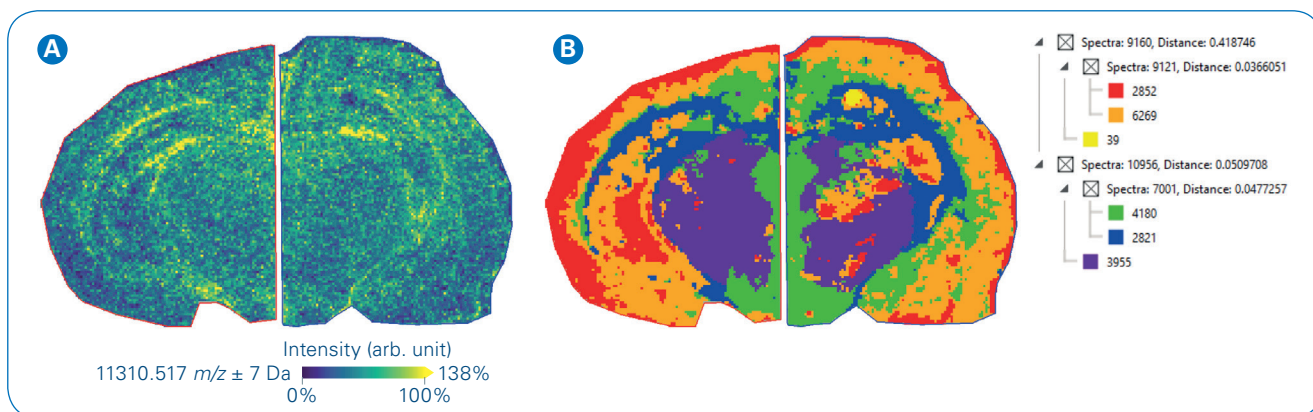 A
B
Intensity (arb. unit)
11310.517 m/z ± 7 Da
138%
0%
100%
Spectra: 9160, Distance: 0.418746
Spectra: 9121, Distance: 0.0366051
2852
6269
39
Spectra: 10956, Distance: 0.0509708
Spectra: 7001, Distance: 0.0477257
4180
2821
3955